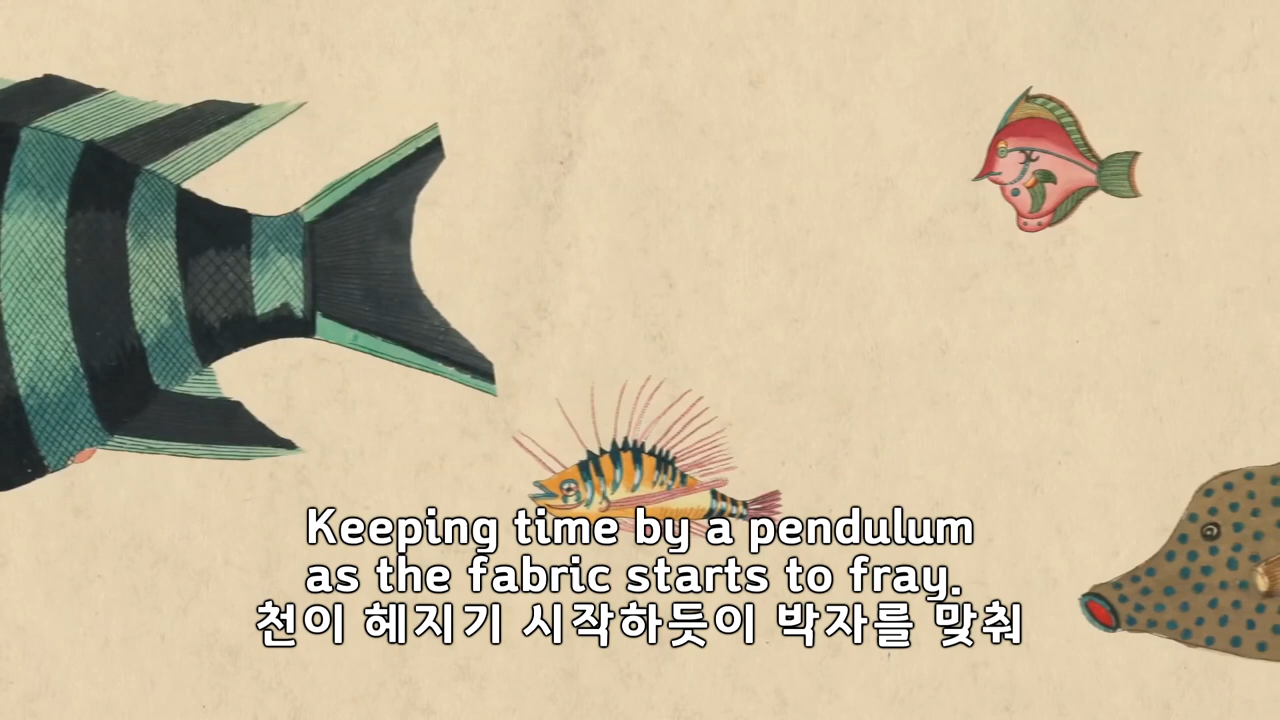 Keeping time by a pendulum
as the fabric starts to fray.
천이 헤지기 시작하듯이 박자를 맞춰